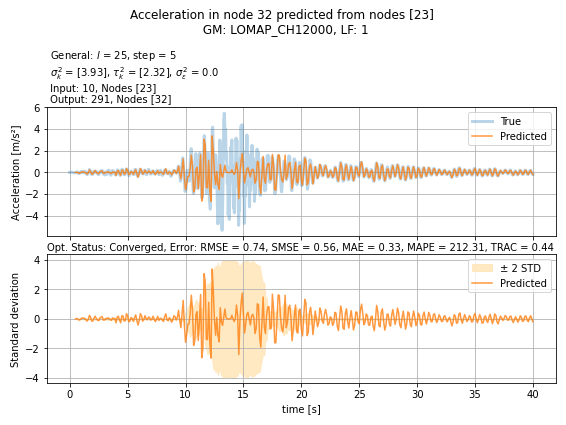 Acceleration in node 32 predicted from nodes [23]
GM: LOMAP_CH12000, LF: 1
General: l = 25, step = 5
σ²ₖ = [3.93], τ²ₖ = [2.32], σ²ε = 0.0
Input: 10, Nodes [23]
Output: 291, Nodes [32]
Acceleration [m/s²]
6
4
2
0
−2
−4
True
Predicted
Opt. Status: Converged, Error: RMSE = 0.74, SMSE = 0.56, MAE = 0.33, MAPE = 212.31, TRAC = 0.44
Standard deviation
4
2
0
−2
−4
± 2 STD
Predicted
0 5 10 15 20 25 30 35 40
time [s]